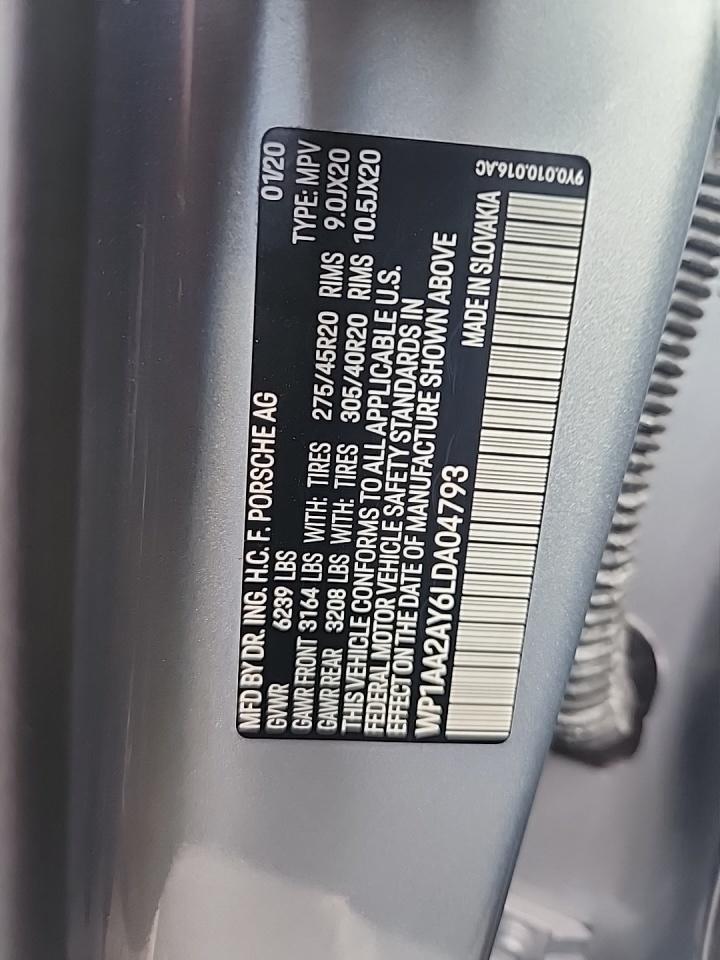 MFD BY DR. ING. H.C. F. PORSCHE AG 01/20
GVWR 6239 LBS TYPE: MPV
GAWR FRONT 3164 LBS WITH: TIRES 275/45R20 RIMS 9.0JX20
GAWR REAR 3208 LBS WITH: TIRES 305/40R20 RIMS 10.5JX20
THIS VEHICLE CONFORMS TO ALL APPLICABLE U.S.
FEDERAL MOTOR VEHICLE SAFETY STANDARDS IN
EFFECT ON THE DATE OF MANUFACTURE SHOWN ABOVE
WP1AA2AY6LDA04793 MADE IN SLOVAKIA
9Y0.010.016.AC